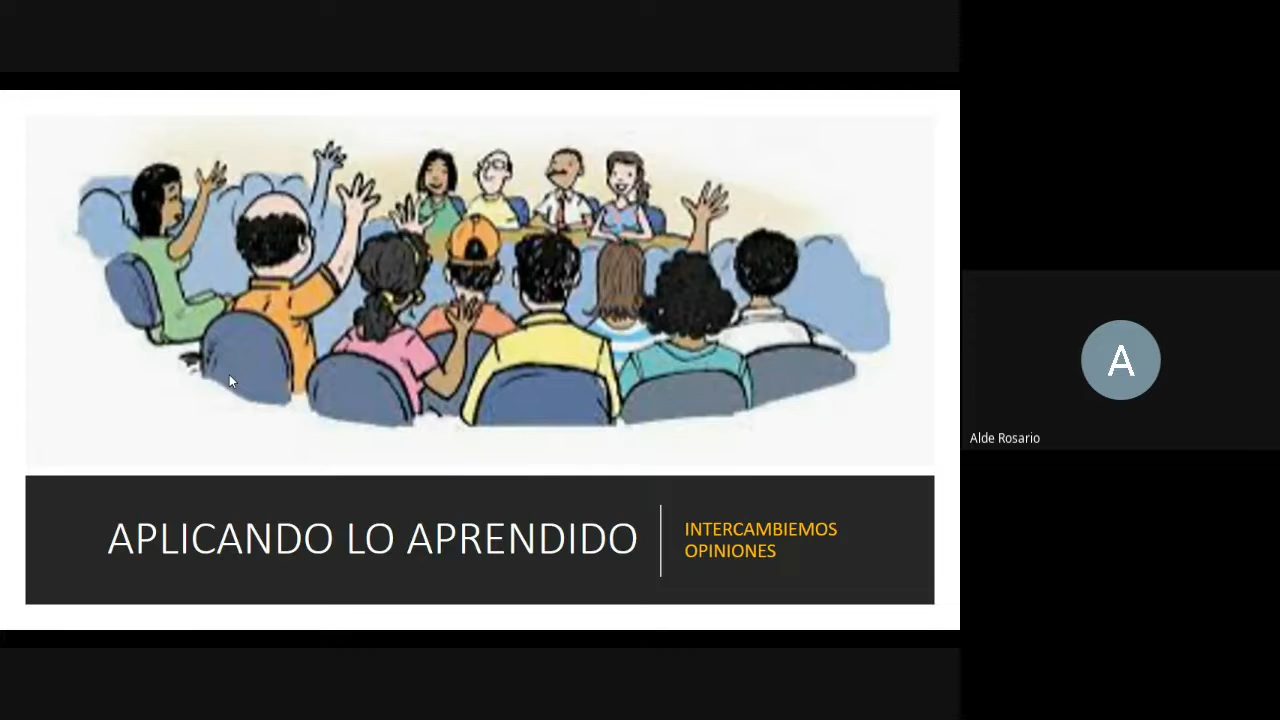 APLICANDO LO APRENDIDO
INTERCAMBIEMOS
OPINIONES
A
Alde Rosario